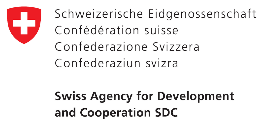 Schweizerische Eidgenossenschaft
Confédération suisse
Confederazione Svizzera
Confederaziun svizra
Swiss Agency for Development
and Cooperation SDC